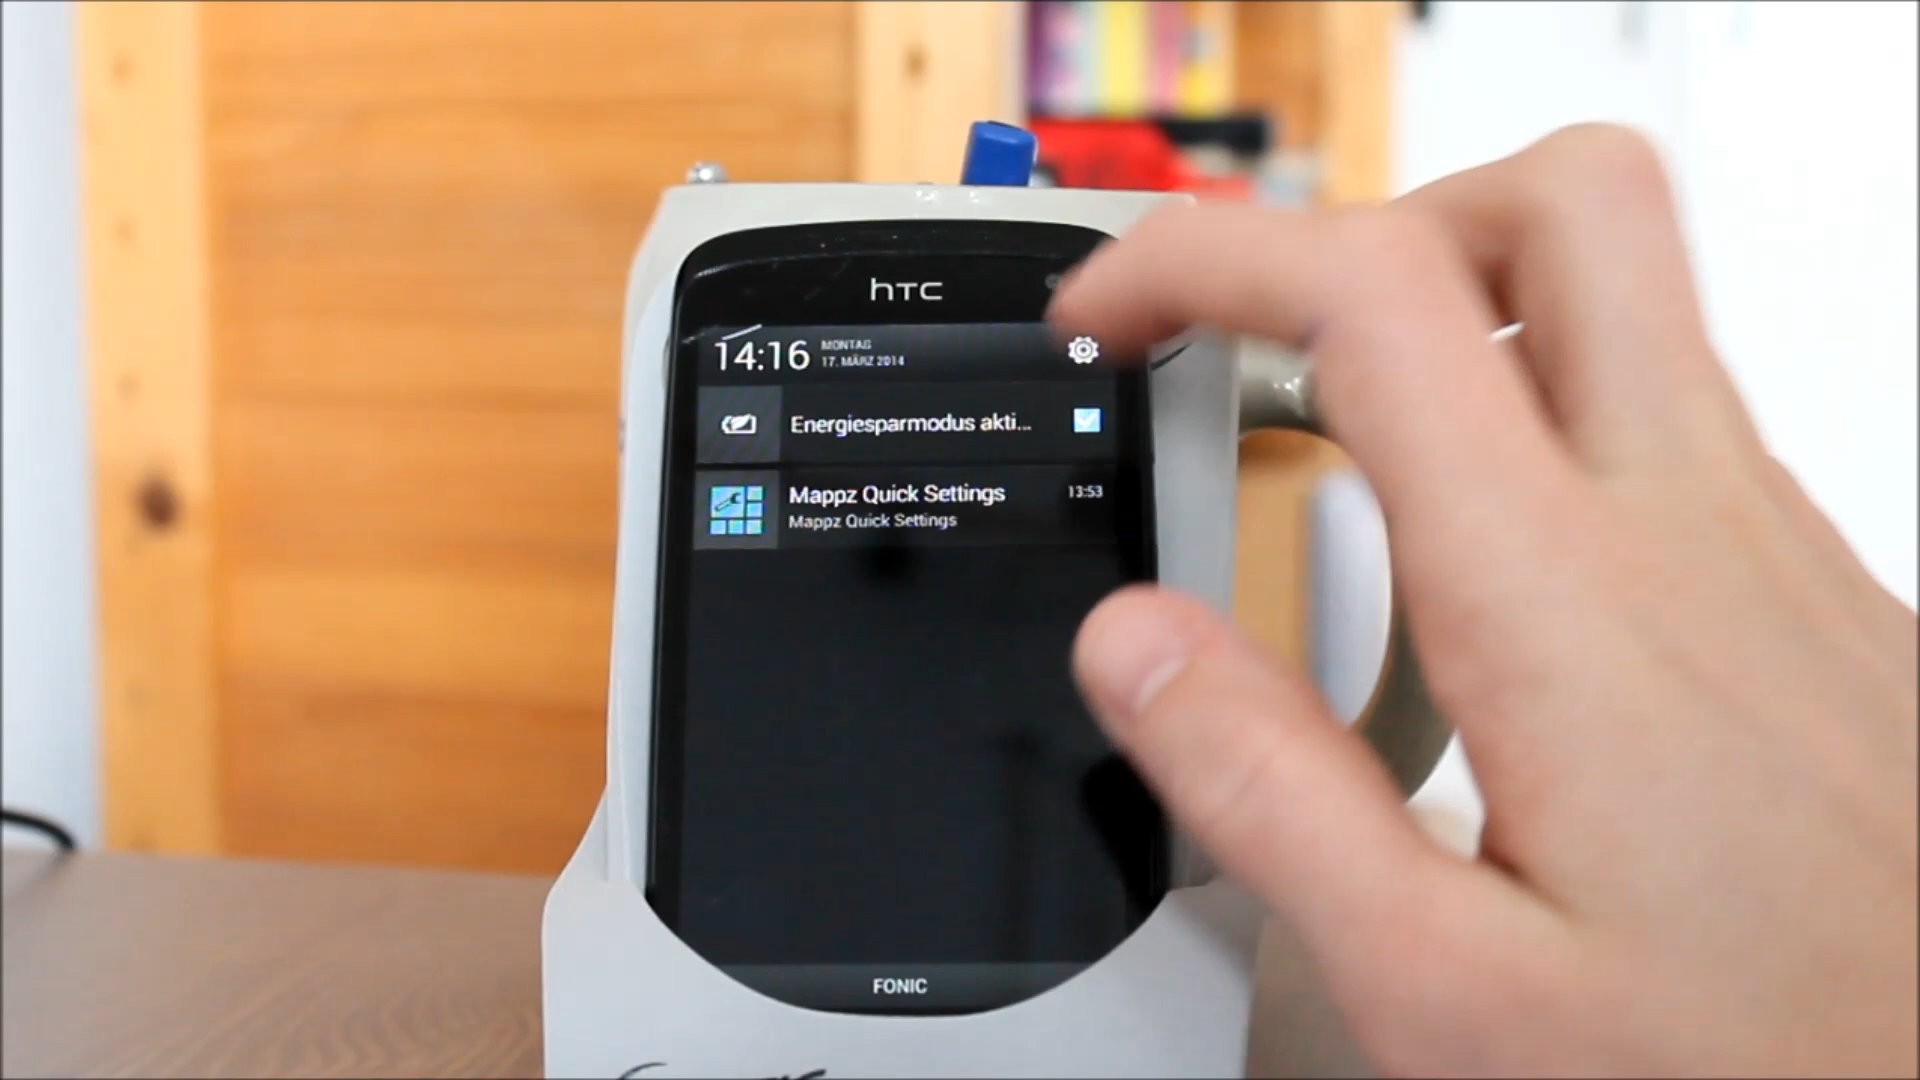 hTC
14:16
MONTAG
17. MÄRZ 2014
Energiesparmodus akti...
Mappz Quick Settings
13:53
Mappz Quick Settings
FONIC